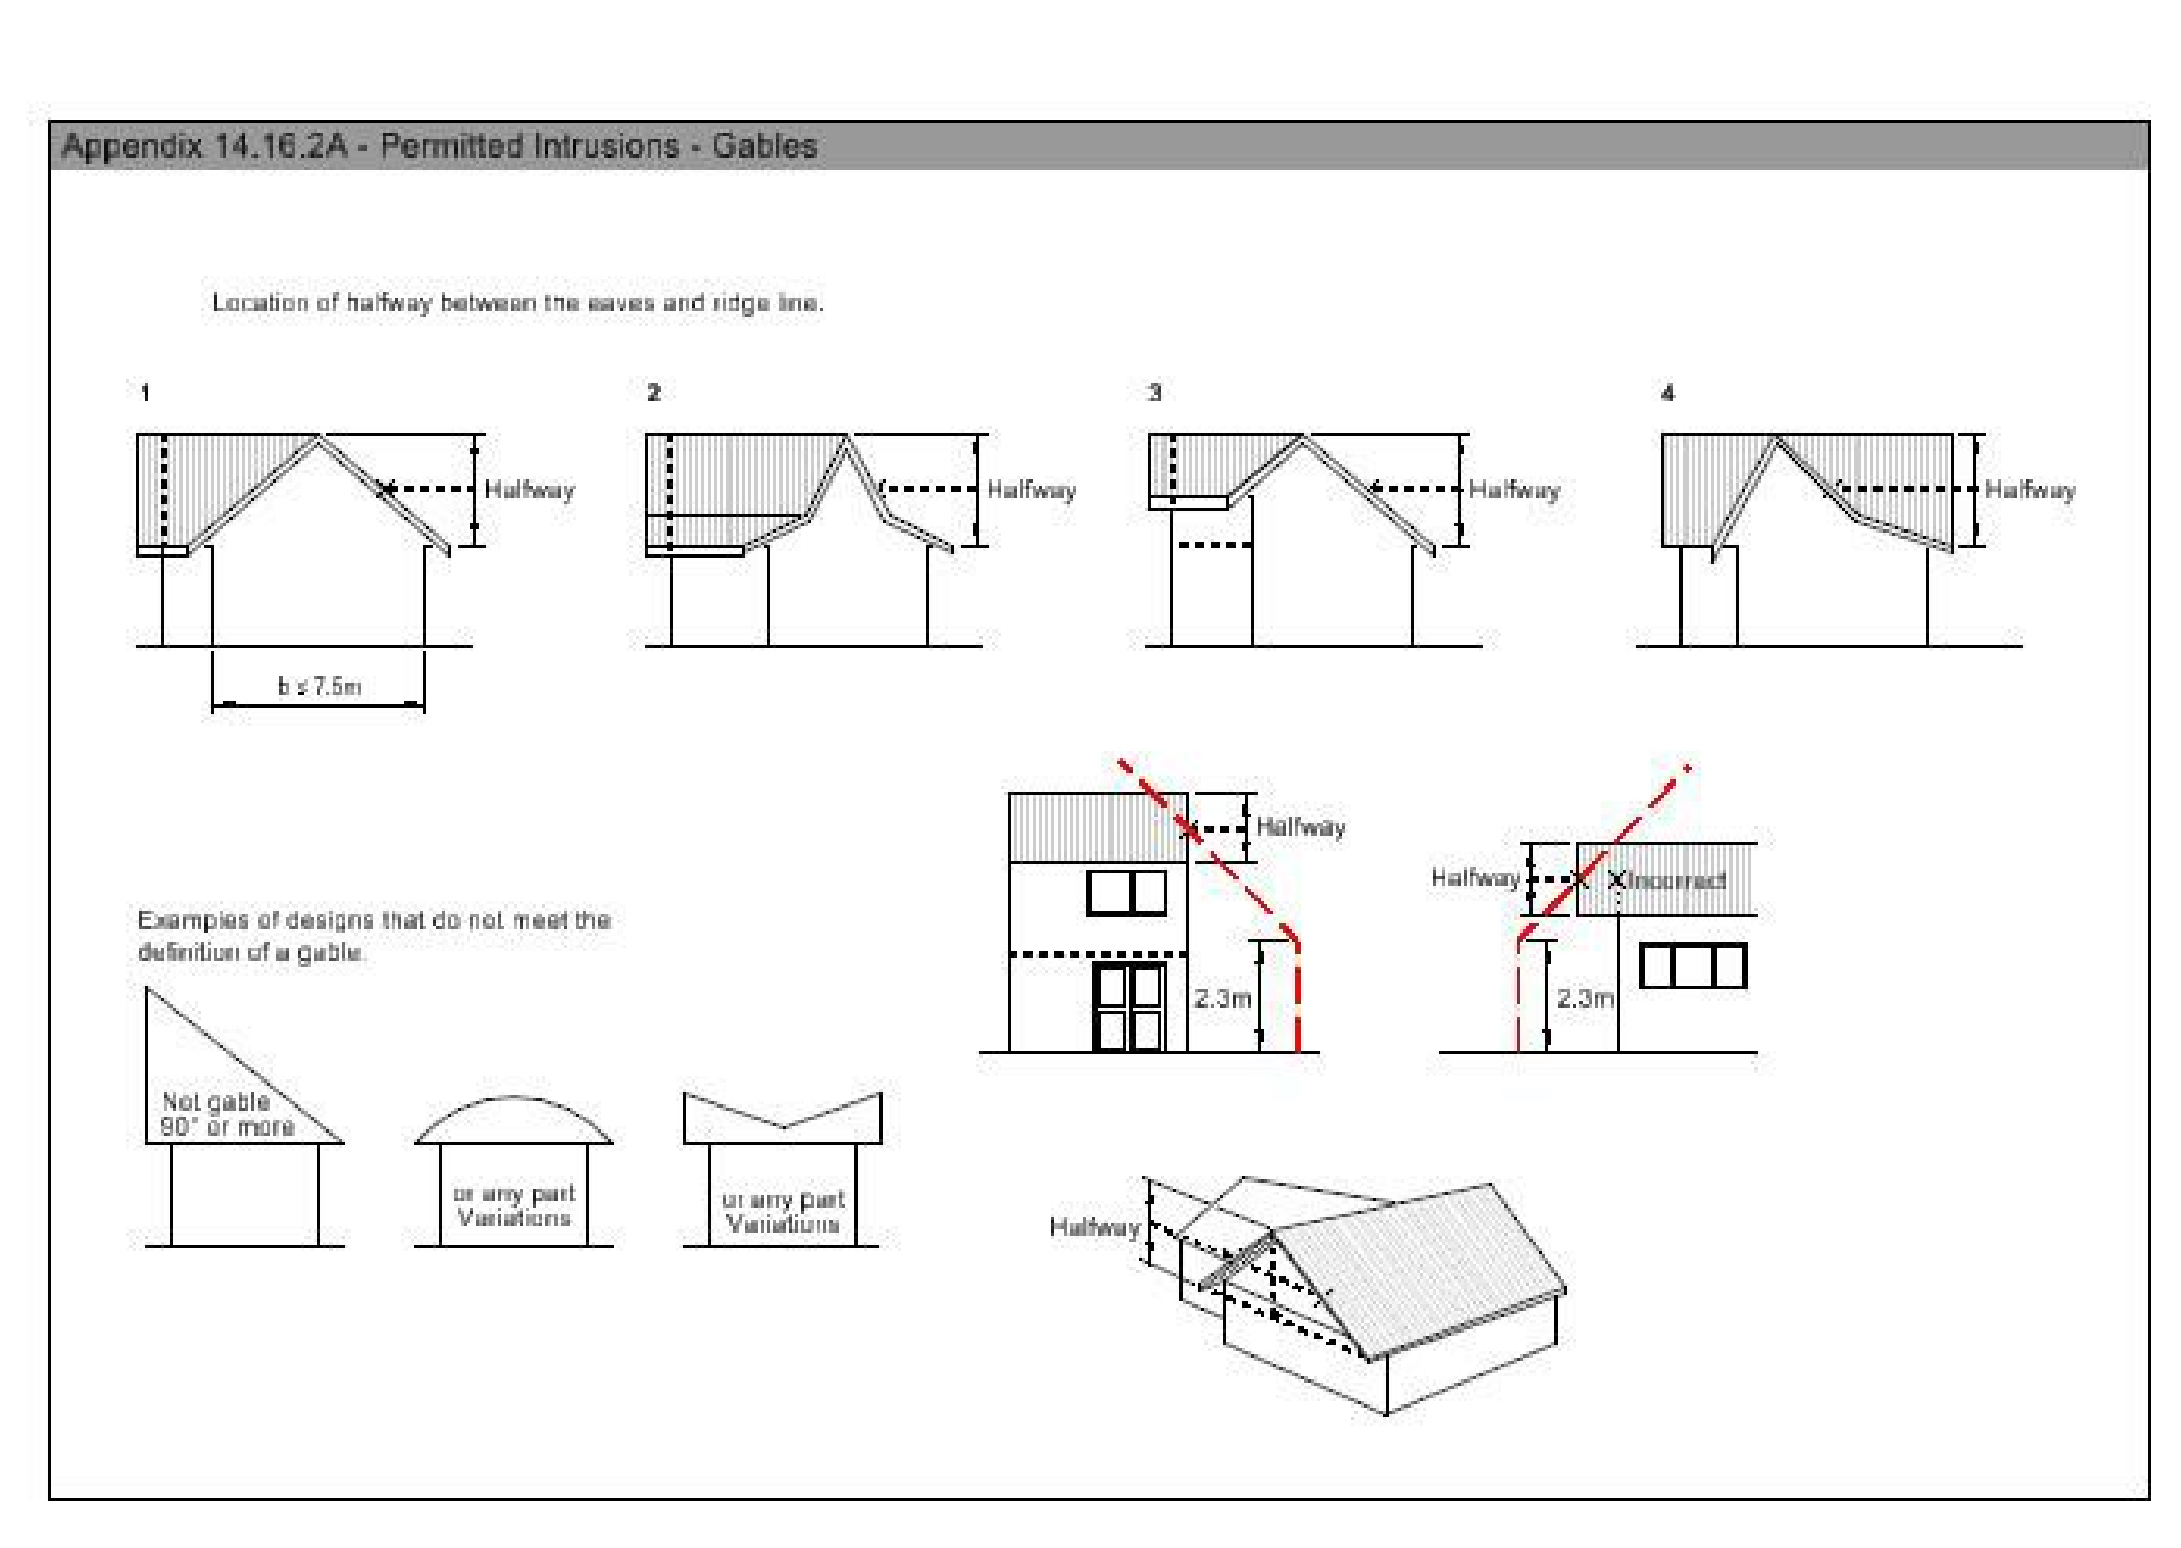 Appendix 14.16.2A - Permitted Intrusions - Gables
Location of halfway between the eaves and ridge line.
1
2
3
4
Halfway
Halfway
Halfway
Halfway
b ≤ 7.5m
Halfway
Halfway
Incorrect
2.3m
2.3m
Examples of designs that do not meet the
definition of a gable.
Not gable
90° or more
or any part
Variations
or any part
Variations
Halfway